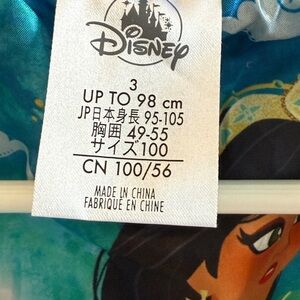 Disney
3
UP TO 98 cm
JP日本身長 95-105
胸囲 49-55
サイズ100
CN 100/56
MADE IN CHINA
FABRIQUÉ EN CHINE